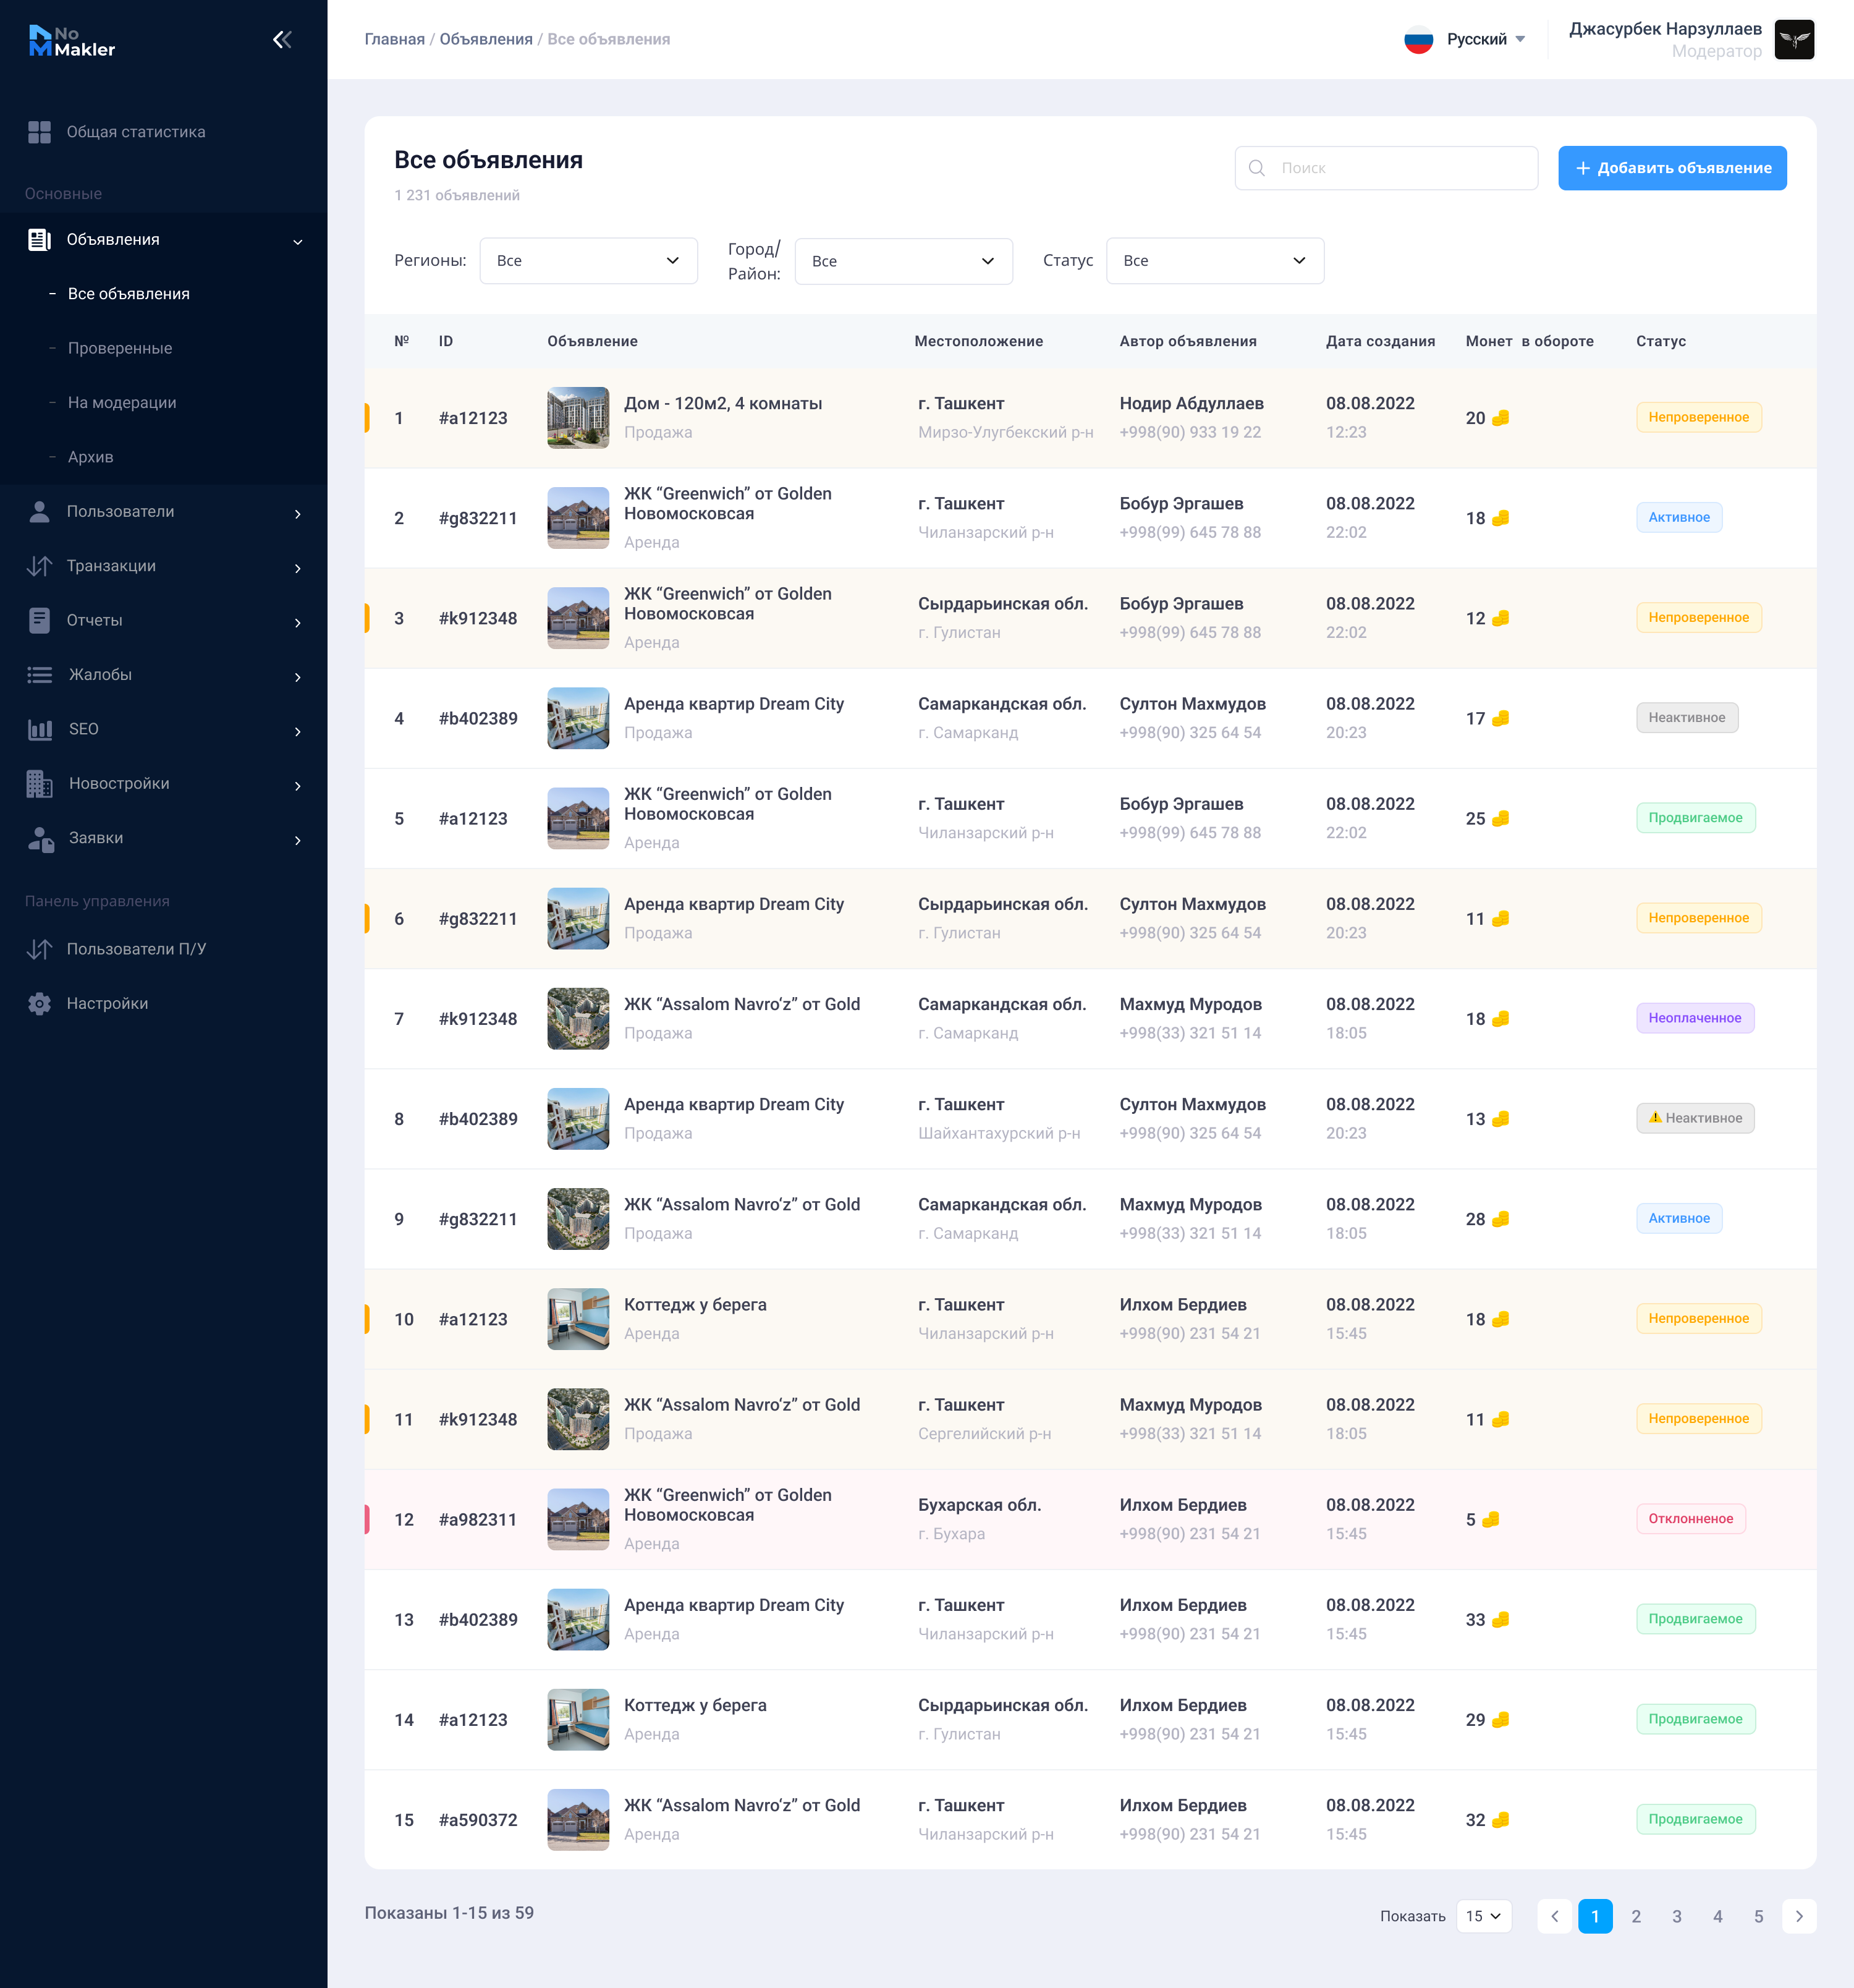 No
Makler
Главная / Объявления / Все объявления
Русский
Джасурбек Нарзуллаев
Модератор
Общая статистика
Основные
Объявления
- Все объявления
- Проверенные
- На модерации
- Архив
Пользователи
Транзакции
Отчеты
Жалобы
SEO
Новостройки
Заявки
Панель управления
Пользователи П/У
Настройки
Все объявления
1 231 объявлений
Поиск
+ Добавить объявление
Регионы: Все
Город/
Район: Все
Статус Все
№ ID Объявление Местоположение Автор объявления Дата создания Монет в обороте Статус
1 #a12123 Дом - 120м2, 4 комнаты г. Ташкент Нодир Абдуллаев 08.08.2022 20 Непроверенное
Продажа Мирзо-Улугбекский р-н +998(90) 933 19 22 12:23
2 #g832211 ЖК “Greenwich” от Golden г. Ташкент Бобур Эргашев 08.08.2022 18 Активное
Новомосковсая
Аренда Чиланзарский р-н +998(99) 645 78 88 22:02
3 #k912348 ЖК “Greenwich” от Golden Сырдарьинская обл. Бобур Эргашев 08.08.2022 12 Непроверенное
Новомосковсая
Аренда г. Гулистан +998(99) 645 78 88 22:02
4 #b402389 Аренда квартир Dream City Самаркандская обл. Султон Махмудов 08.08.2022 17 Неактивное
Продажа г. Самарканд +998(90) 325 64 54 20:23
5 #a12123 ЖК “Greenwich” от Golden г. Ташкент Бобур Эргашев 08.08.2022 25 Продвигаемое
Новомосковсая
Аренда Чиланзарский р-н +998(99) 645 78 88 22:02
6 #g832211 Аренда квартир Dream City Сырдарьинская обл. Султон Махмудов 08.08.2022 11 Непроверенное
Продажа г. Гулистан +998(90) 325 64 54 20:23
7 #k912348 ЖК “Assalom Navro‘z” от Gold Самаркандская обл. Махмуд Муродов 08.08.2022 18 Неоплаченное
Продажа г. Самарканд +998(33) 321 51 14 18:05
8 #b402389 Аренда квартир Dream City г. Ташкент Султон Махмудов 08.08.2022 13 Неактивное
Продажа Шайхантахурский р-н +998(90) 325 64 54 20:23
9 #g832211 ЖК “Assalom Navro‘z” от Gold Самаркандская обл. Махмуд Муродов 08.08.2022 28 Активное
Продажа г. Самарканд +998(33) 321 51 14 18:05
10 #a12123 Коттедж у берега г. Ташкент Илхом Бердиев 08.08.2022 18 Непроверенное
Аренда Чиланзарский р-н +998(90) 231 54 21 15:45
11 #k912348 ЖК “Assalom Navro‘z” от Gold г. Ташкент Махмуд Муродов 08.08.2022 11 Непроверенное
Продажа Сергелийский р-н +998(33) 321 51 14 18:05
12 #a982311 ЖК “Greenwich” от Golden Бухарская обл. Илхом Бердиев 08.08.2022 5 Отклонненое
Новомосковсая
Аренда г. Бухара +998(90) 231 54 21 15:45
13 #b402389 Аренда квартир Dream City г. Ташкент Илхом Бердиев 08.08.2022 33 Продвигаемое
Аренда Чиланзарский р-н +998(90) 231 54 21 15:45
14 #a12123 Коттедж у берега Сырдарьинская обл. Илхом Бердиев 08.08.2022 29 Продвигаемое
Аренда г. Гулистан +998(90) 231 54 21 15:45
15 #a590372 ЖК “Assalom Navro‘z” от Gold г. Ташкент Илхом Бердиев 08.08.2022 32 Продвигаемое
Аренда Чиланзарский р-н +998(90) 231 54 21 15:45
Показаны 1-15 из 59
Показать 15 1 2 3 4 5